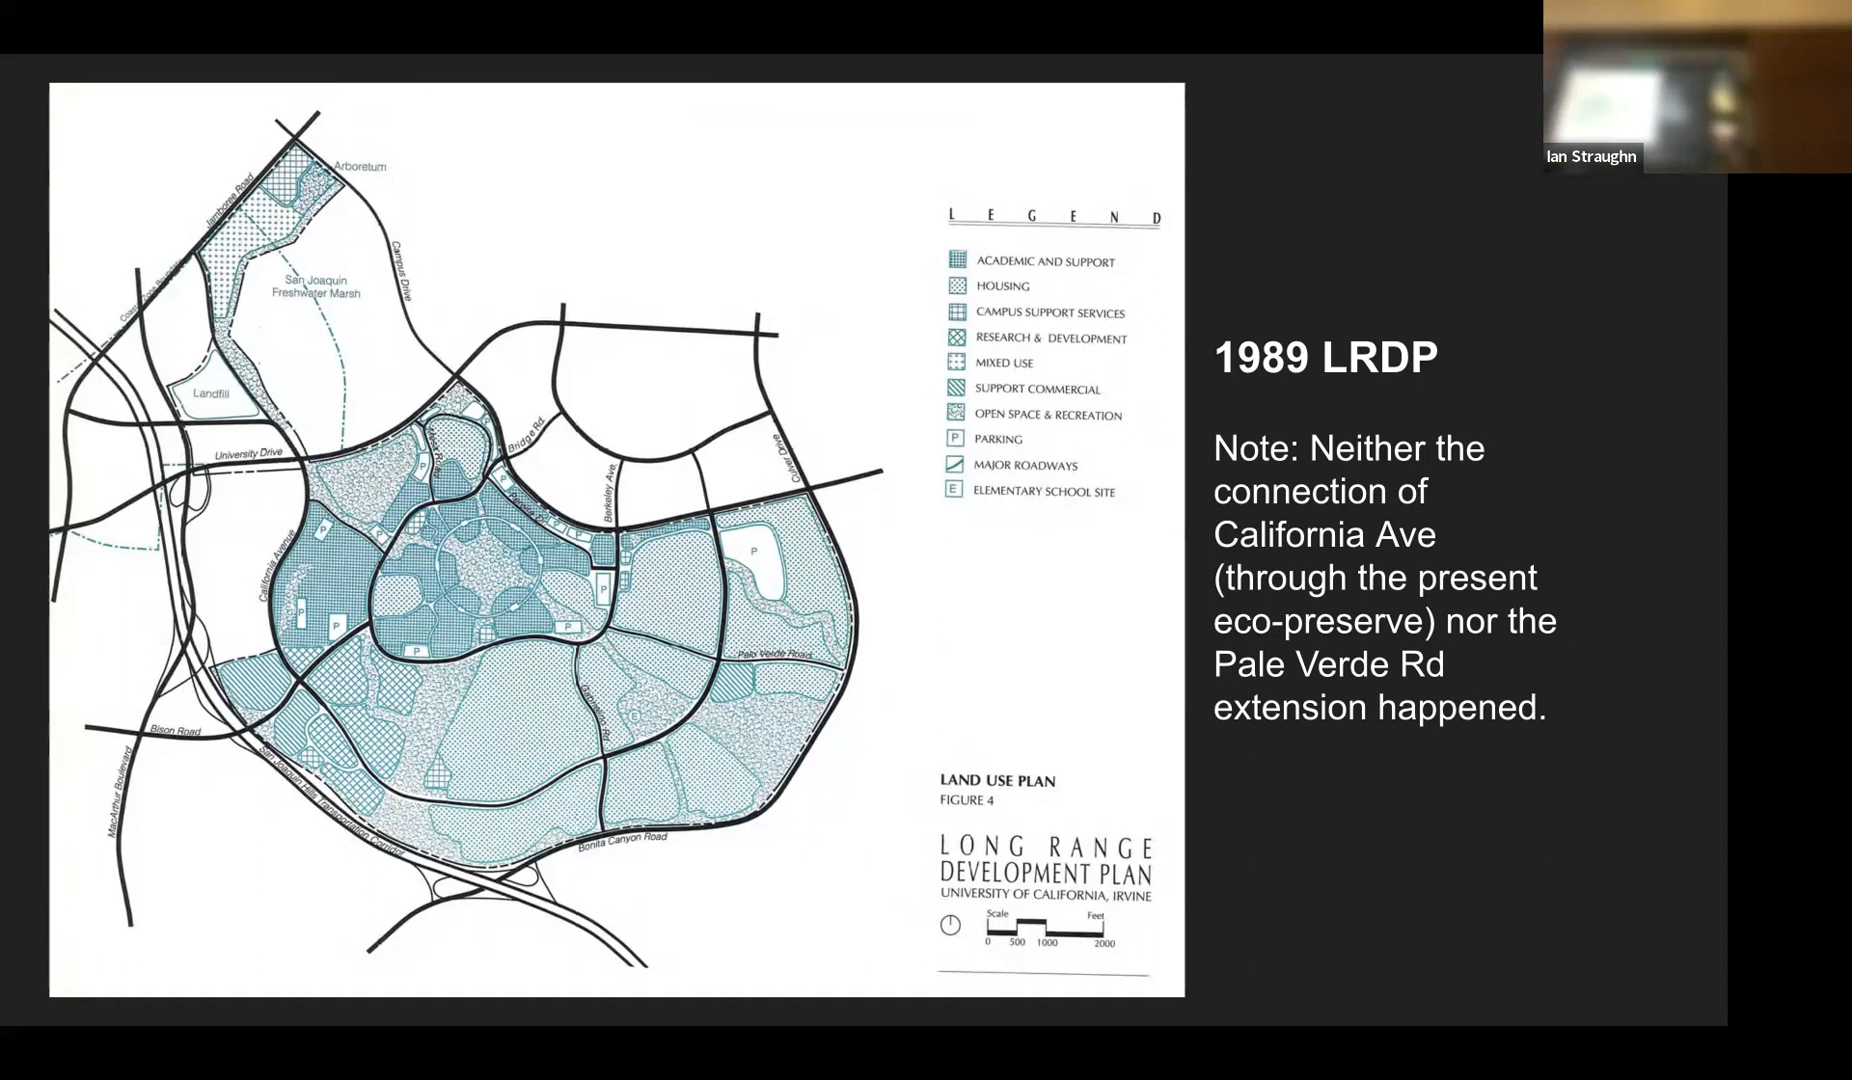 Ian Straughn
1989 LRDP
Note: Neither the
connection of
California Ave
(through the present
eco-preserve) nor the
Pale Verde Rd
extension happened.
Arboretum
Jamboree Road
Campus Drive
San Joaquin
Freshwater Marsh
Landfill
University Drive
Bridge Rd.
Berkeley Ave.
Culver Drive
California Avenue
P
P
P
P
P
P
P
P
P
P
Palo Verde Road
E
Bison Road
MacArthur Boulevard
San Joaquin Hills Transportation Corridor
Bonita Canyon Road
LEGEND
ACADEMIC AND SUPPORT
HOUSING
CAMPUS SUPPORT SERVICES
RESEARCH & DEVELOPMENT
MIXED USE
SUPPORT COMMERCIAL
OPEN SPACE & RECREATION
P PARKING
MAJOR ROADWAYS
E ELEMENTARY SCHOOL SITE
LAND USE PLAN
FIGURE 4
LONG RANGE
DEVELOPMENT PLAN
UNIVERSITY OF CALIFORNIA, IRVINE
Scale Feet
0 500 1000 2000